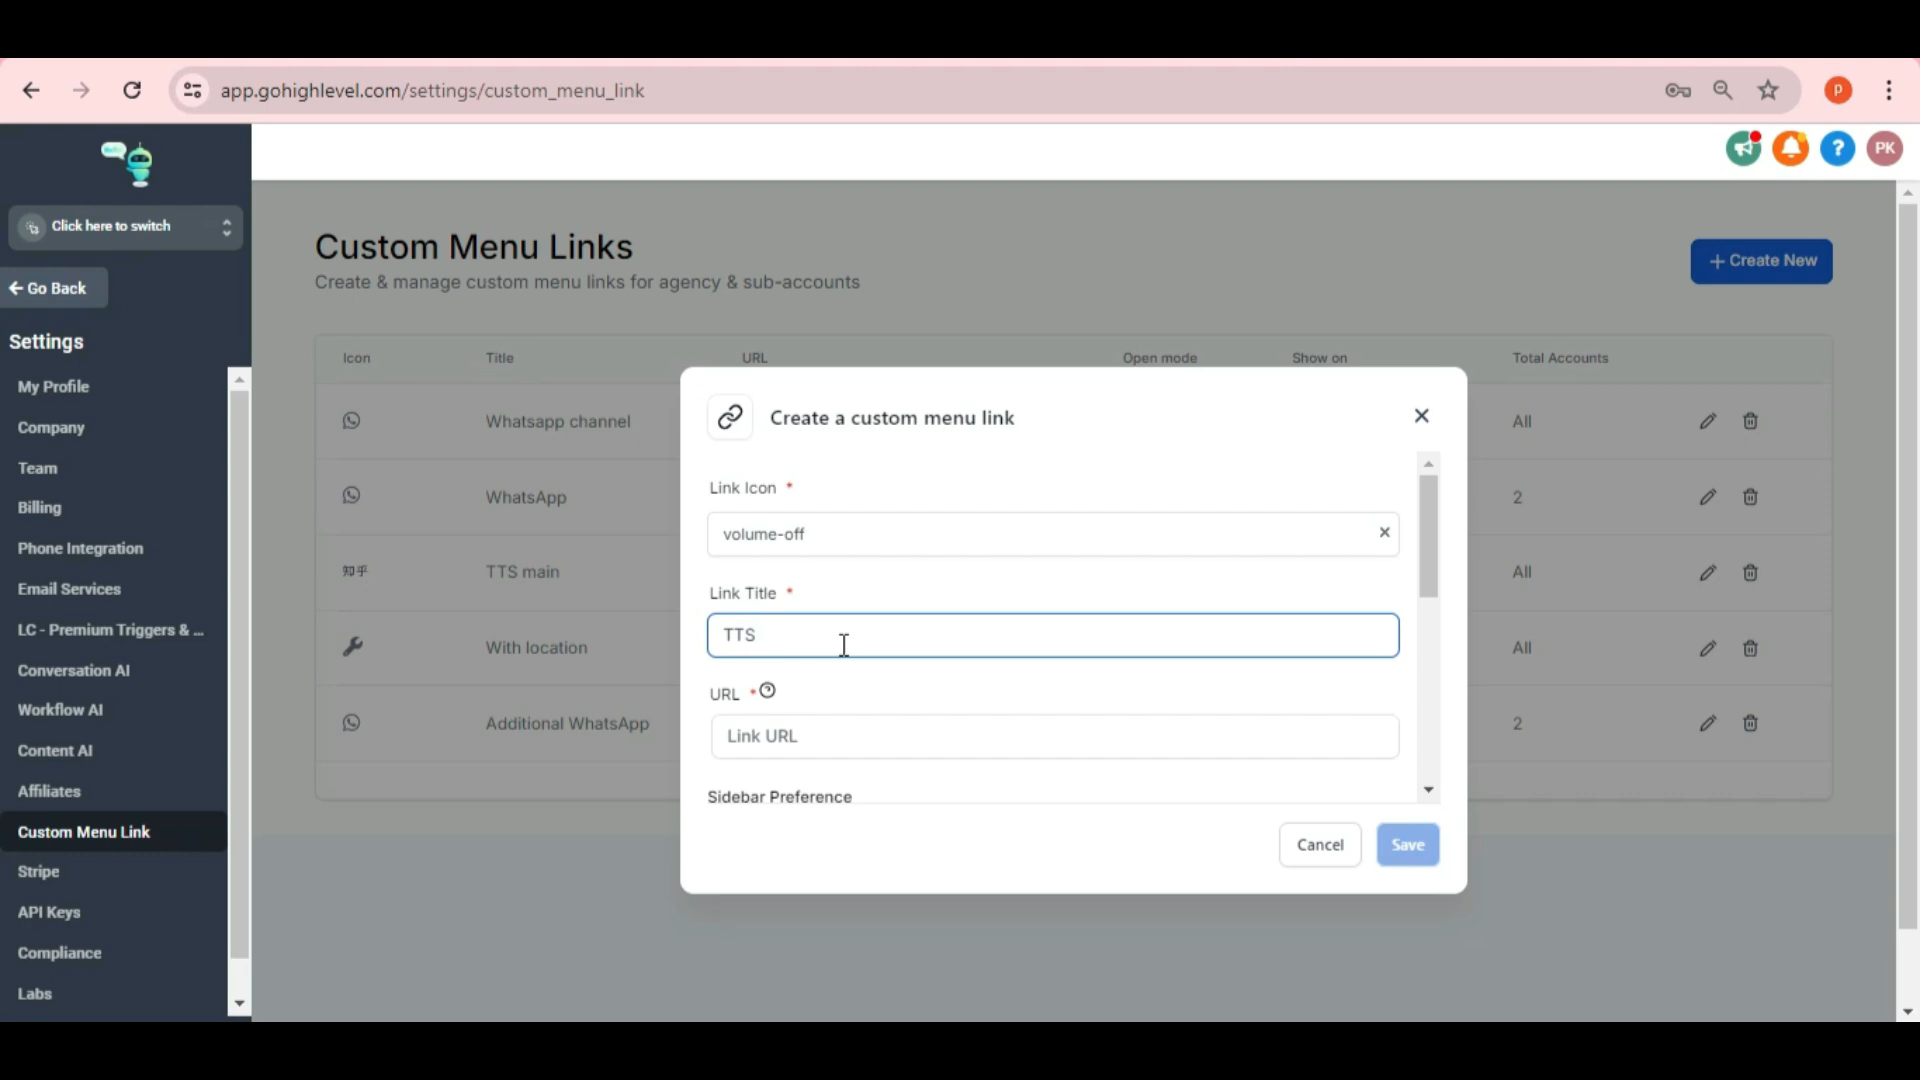 app.gohighlevel.com/settings/custom_menu_link
P
? PK
Click here to switch
Go Back
Settings
My Profile
Company
Team
Billing
Phone Integration
Email Services
LC - Premium Triggers & ...
Conversation AI
Workflow AI
Content AI
Affiliates
Custom Menu Link
Stripe
API Keys
Compliance
Labs
Custom Menu Links
Create & manage custom menu links for agency & sub-accounts
+ Create New
Icon Title URL Open mode Show on Total Accounts
Whatsapp channel All
WhatsApp 2
知乎 TTS main All
With location All
Additional WhatsApp 2
Create a custom menu link
Link Icon *
volume-off
Link Title *
TTS
URL *
Link URL
Sidebar Preference
Cancel Save